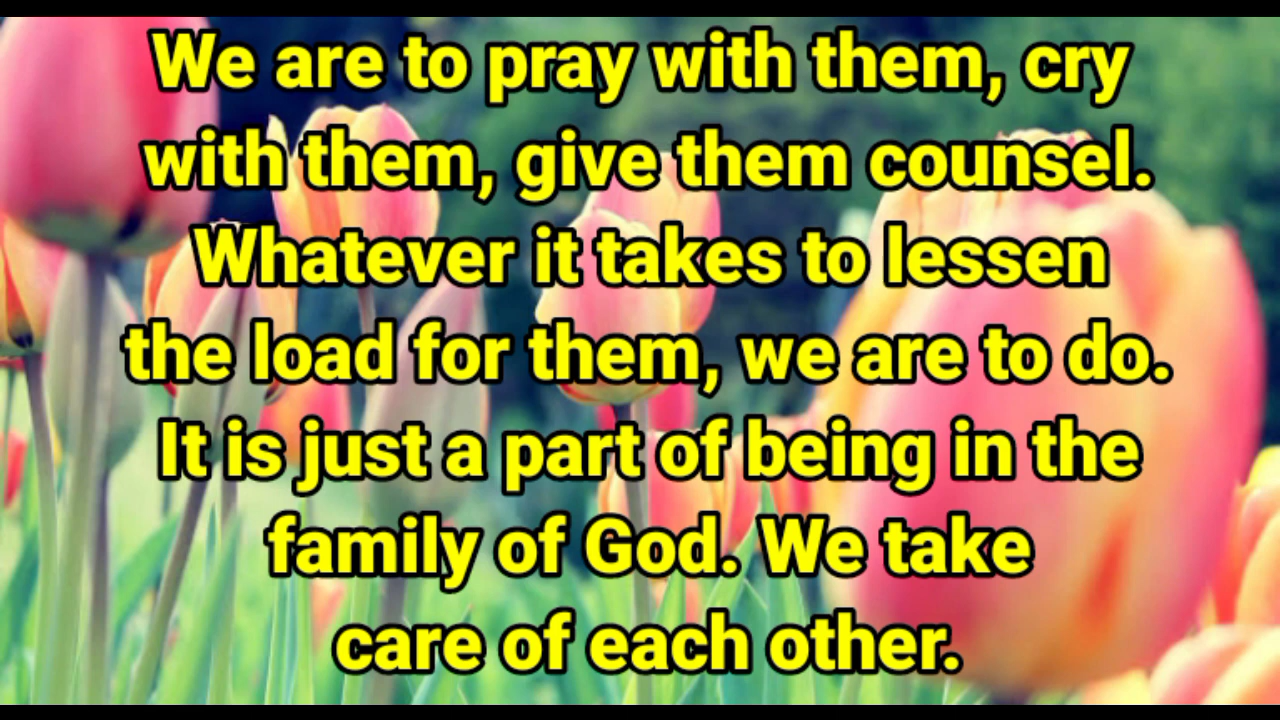 We are to pray with them, cry
with them, give them counsel.
Whatever it takes to lessen
the load for them, we are to do.
It is just a part of being in the
family of God. We take
care of each other.